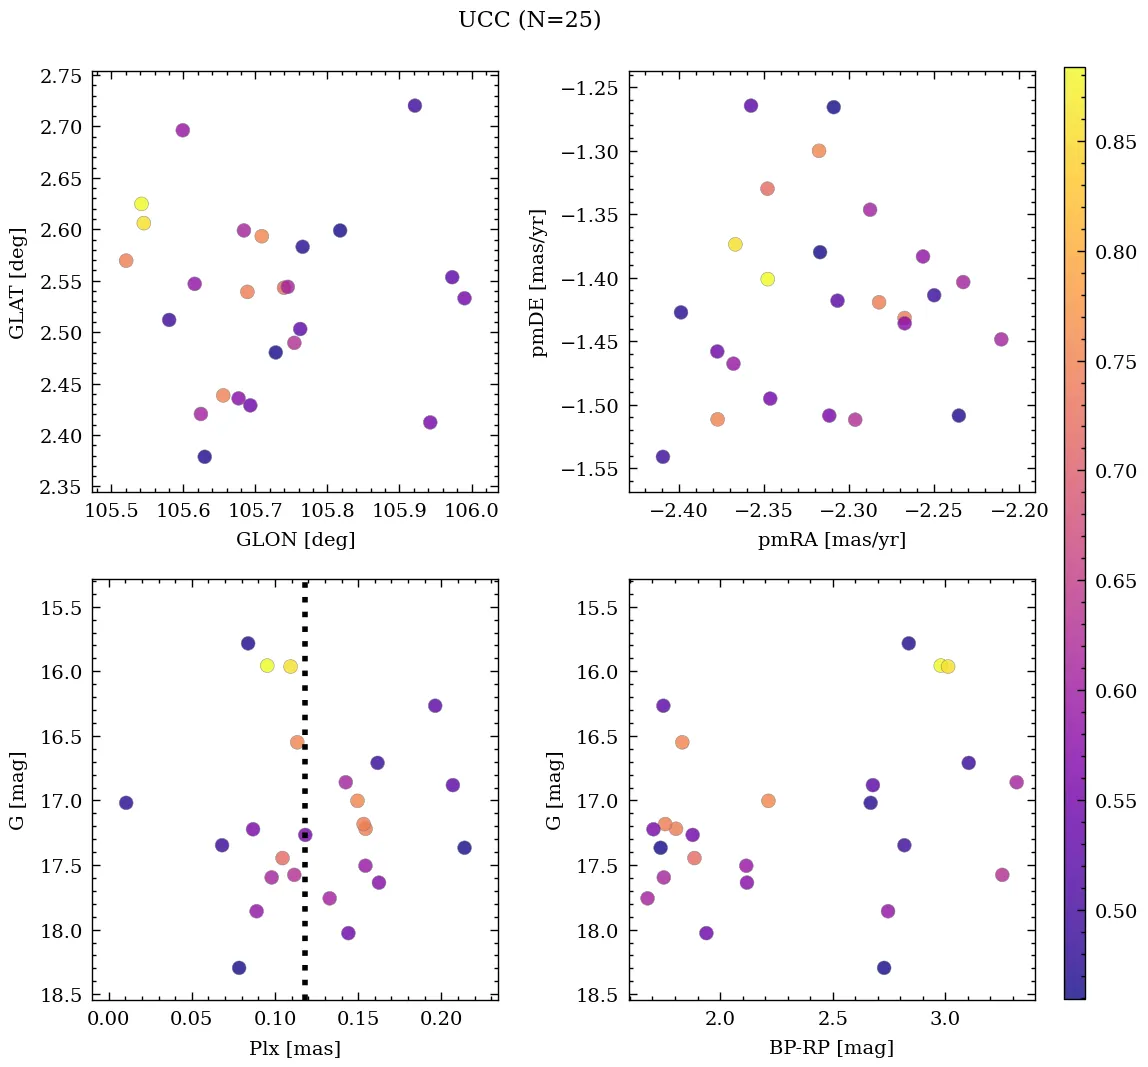 UCC (N=25)
2.75
2.70
2.65
2.60
2.55
2.50
2.45
2.40
2.35
GLAT [deg]
105.5 105.6 105.7 105.8 105.9 106.0
GLON [deg]
−1.25
−1.30
−1.35
−1.40
−1.45
−1.50
−1.55
pmDE [mas/yr]
−2.40 −2.35 −2.30 −2.25 −2.20
pmRA [mas/yr]
15.5
16.0
16.5
17.0
17.5
18.0
18.5
G [mag]
0.00 0.05 0.10 0.15 0.20
Plx [mas]
15.5
16.0
16.5
17.0
17.5
18.0
18.5
G [mag]
2.0 2.5 3.0
BP-RP [mag]
0.85
0.80
0.75
0.70
0.65
0.60
0.55
0.50